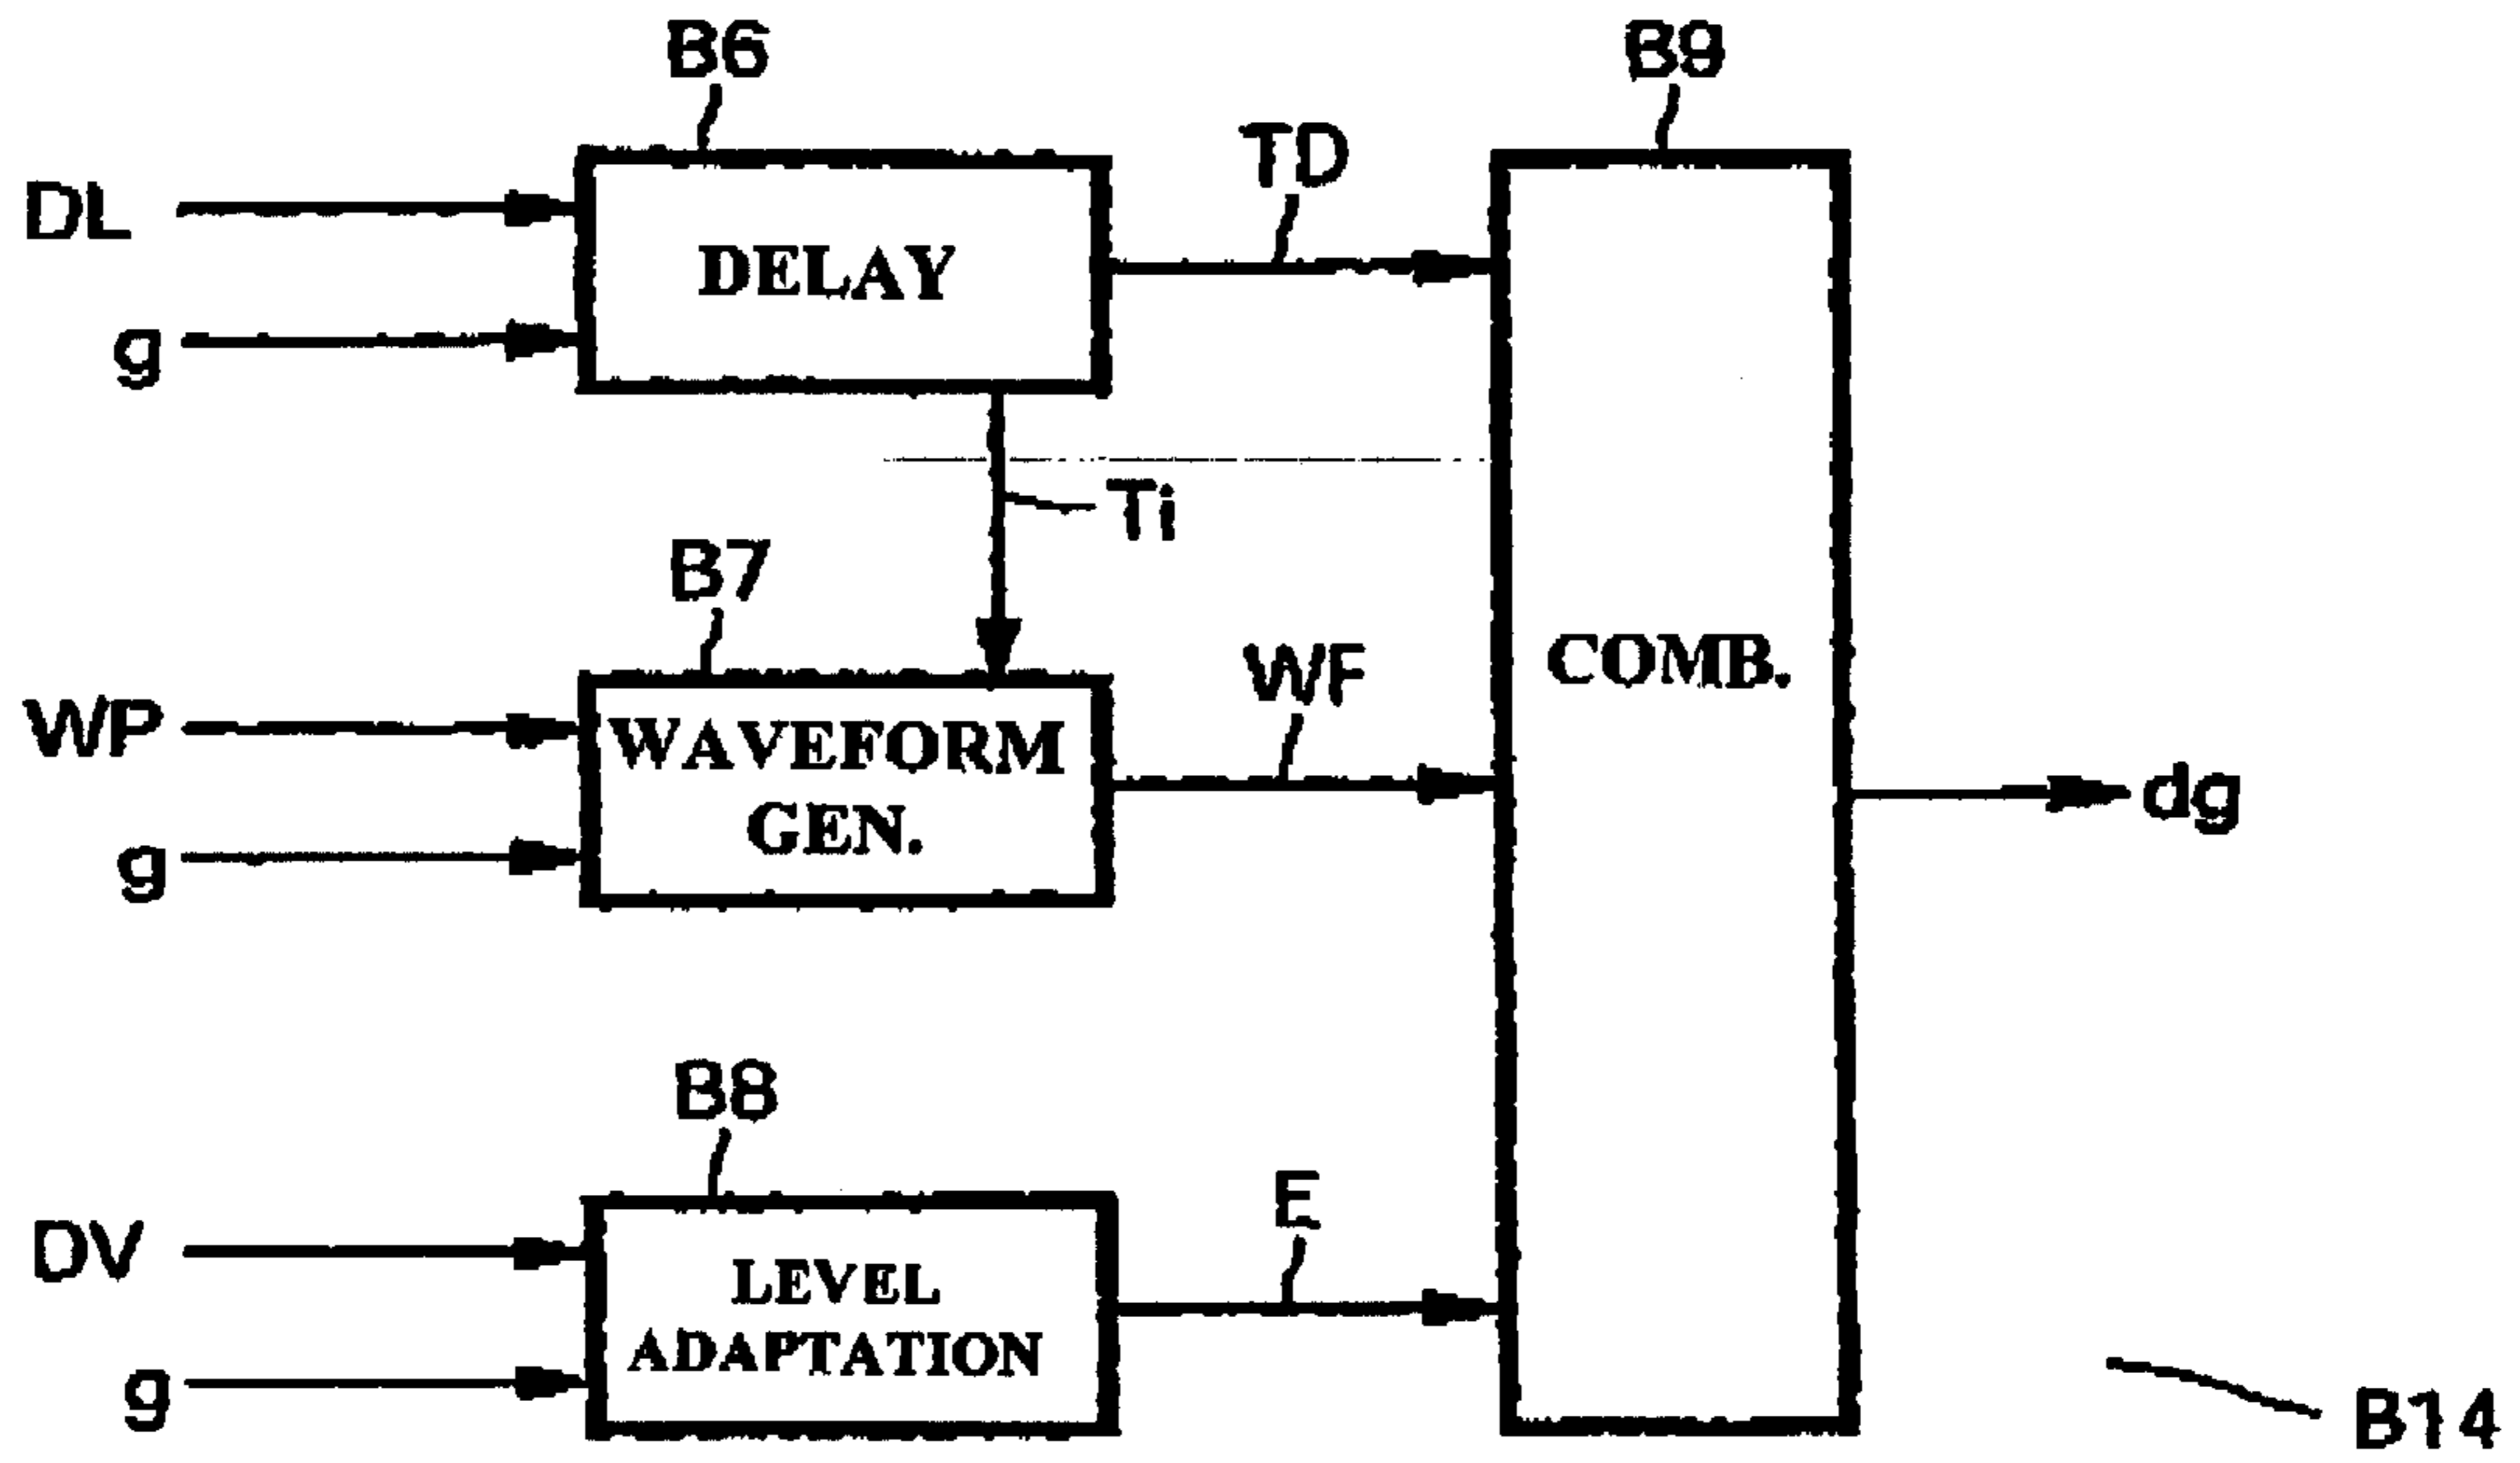 B6
B9
TD
DL
DELAY
g
Ti
B7
WF
COMB.
WP
WAVEFORM
GEN.
dg
g
B8
E
DV
LEVEL
ADAPTATION
g
B14